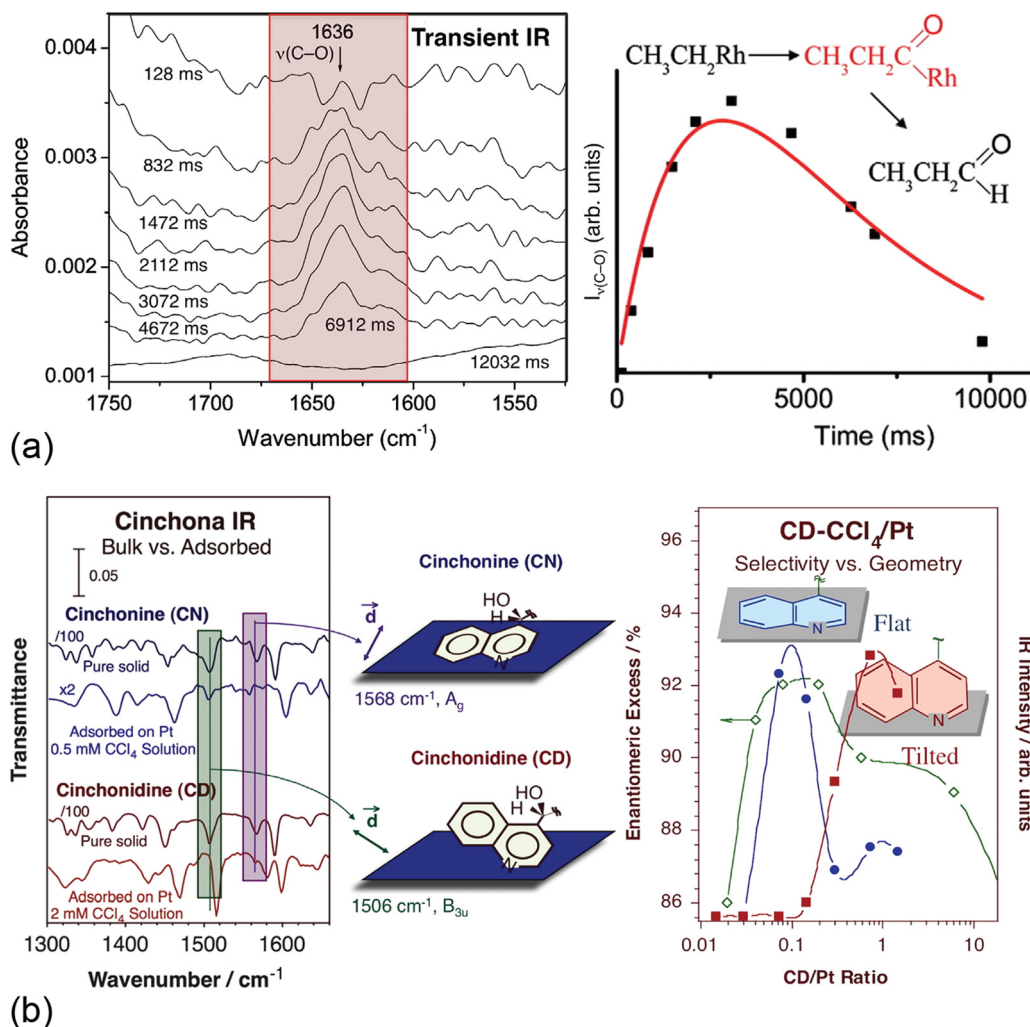 0.004
0.003
0.002
0.001
Absorbance
1636
ν(C–O)
Transient IR
128 ms
832 ms
1472 ms
2112 ms
3072 ms
4672 ms
6912 ms
12032 ms
1750 1700 1650 1600 1550
Wavenumber (cm⁻¹)
(a)
CH₃CH₂Rh
CH₃CH₂C
O
Rh
CH₃CH₂C
O
H
I_ν(C–O) (arb. units)
0 5000 10000
Time (ms)
Cinchona IR
Bulk vs. Adsorbed
0.05
Cinchonine (CN)
/100
Pure solid
x2
Adsorbed on Pt
0.5 mM CCl₄ Solution
Cinchonidine (CD)
/100
Pure solid
Adsorbed on Pt
2 mM CCl₄ Solution
Transmittance
1300 1400 1500 1600
Wavenumber / cm⁻¹
(b)
Cinchonine (CN)
d
HO
H
N
1568 cm⁻¹, A_g
Cinchonidine (CD)
d
HO
H
N
1506 cm⁻¹, B₃ᵤ
CD-CCl₄/Pt
Selectivity vs. Geometry
N
Flat
N
Tilted
96
94
92
90
88
86
Enantiomeric Excess / %
IR Intensity / arb. units
0.01 0.1 1 10
CD/Pt Ratio